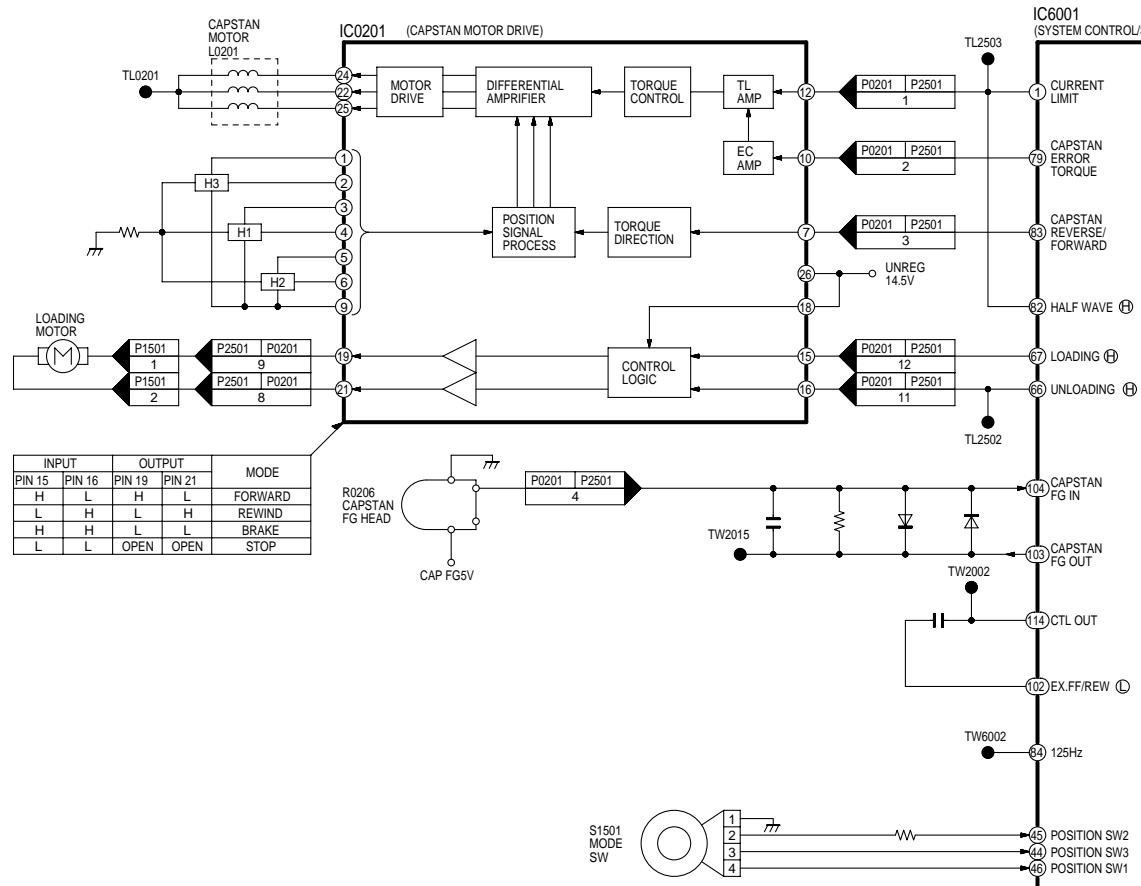 CAPSTAN
MOTOR
L0201
TL0201
IC0201 (CAPSTAN MOTOR DRIVE)
IC6001
(SYSTEM CONTROL/
TL2503
24
22
25
MOTOR
DRIVE
DIFFERENTIAL
AMPRIFIER
TORQUE
CONTROL
TL
AMP
12
P0201 P2501
1
1 CURRENT
LIMIT
EC
AMP
10
P0201 P2501
2
79 CAPSTAN
ERROR
TORQUE
1
2
3
4
5
6
9
H3
H1
H2
POSITION
SIGNAL
PROCESS
TORQUE
DIRECTION
7
P0201 P2501
3
83 CAPSTAN
REVERSE/
FORWARD
26
UNREG
14.5V
18
82 HALF WAVE H
LOADING
MOTOR
M
P1501
1
P2501 P0201
9
19
P1501
2
P2501 P0201
8
21
CONTROL
LOGIC
15
P0201 P2501
12
67 LOADING H
16
P0201 P2501
11
66 UNLOADING H
TL2502
INPUT OUTPUT MODE
PIN 15 PIN 16 PIN 19 PIN 21
H L H L FORWARD
L H L H REWIND
H H L L BRAKE
L L OPEN OPEN STOP
R0206
CAPSTAN
FG HEAD
CAP FG5V
P0201 P2501
4
104 CAPSTAN
FG IN
TW2015
103 CAPSTAN
FG OUT
TW2002
114 CTL OUT
102 EX.FF/REW L
TW6002
84 125Hz
S1501
MODE
SW
1
2
3
4
45 POSITION SW2
44 POSITION SW3
46 POSITION SW1